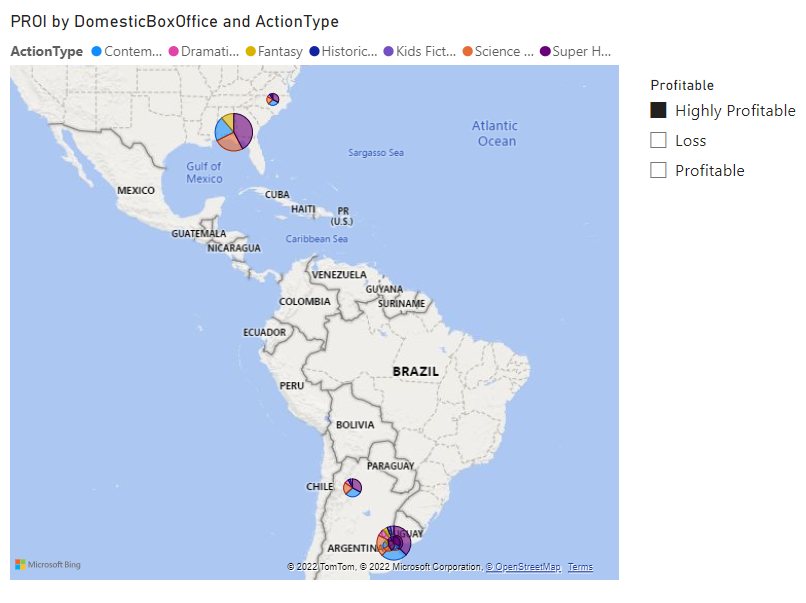 PROI by DomesticBoxOffice and ActionType
ActionType Contem... Dramati... Fantasy Historic... Kids Fict... Science ... Super H...
Profitable
Highly Profitable
Loss
Profitable
Atlantic
Ocean
Sargasso Sea
Gulf of
Mexico
MEXICO
CUBA
HAITI
PR
(U.S.)
GUATEMALA
Caribbean Sea
NICARAGUA
VENEZUELA
GUYANA
COLOMBIA
SURINAME
ECUADOR
BRAZIL
PERU
BOLIVIA
PARAGUAY
CHILE
UGUAY
ARGENTINA
Microsoft Bing
© 2022 TomTom, © 2022 Microsoft Corporation, © OpenStreetMap Terms